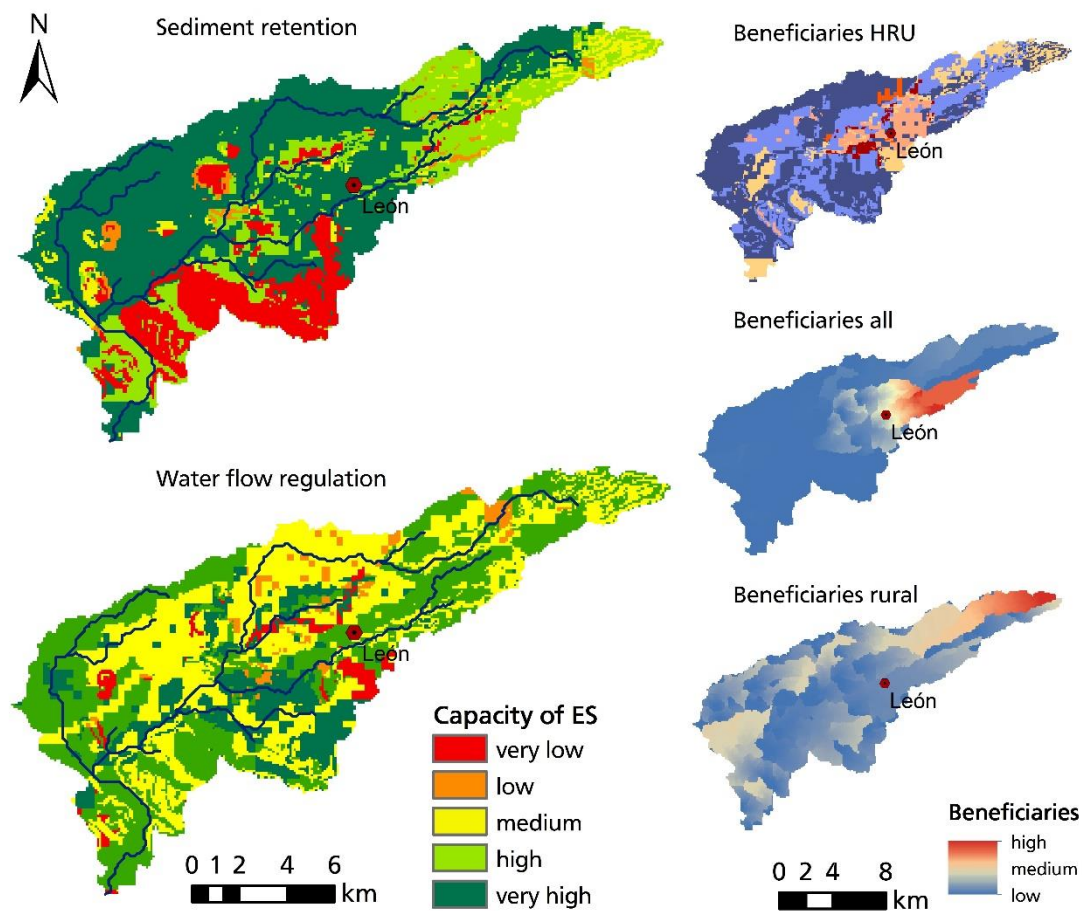 N
Sediment retention
León
Water flow regulation
León
Capacity of ES
very low
low
medium
high
very high
0 1 2 4 6
km
Beneficiaries HRU
León
Beneficiaries all
León
Beneficiaries rural
León
Beneficiaries
high
medium
low
0 2 4 8
km